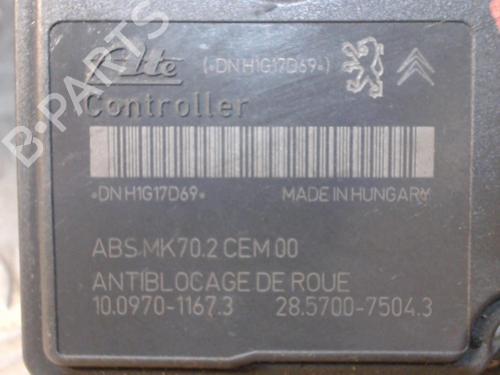 Ate (•DNH1G17D69•)
Controller
•DNH1G17D69• MADE IN HUNGARY
ABS.MK70.2 CEM 00
ANTIBLOCAGE DE ROUE
10.0970-1167.3 28.5700-7504.3
B-PARTS